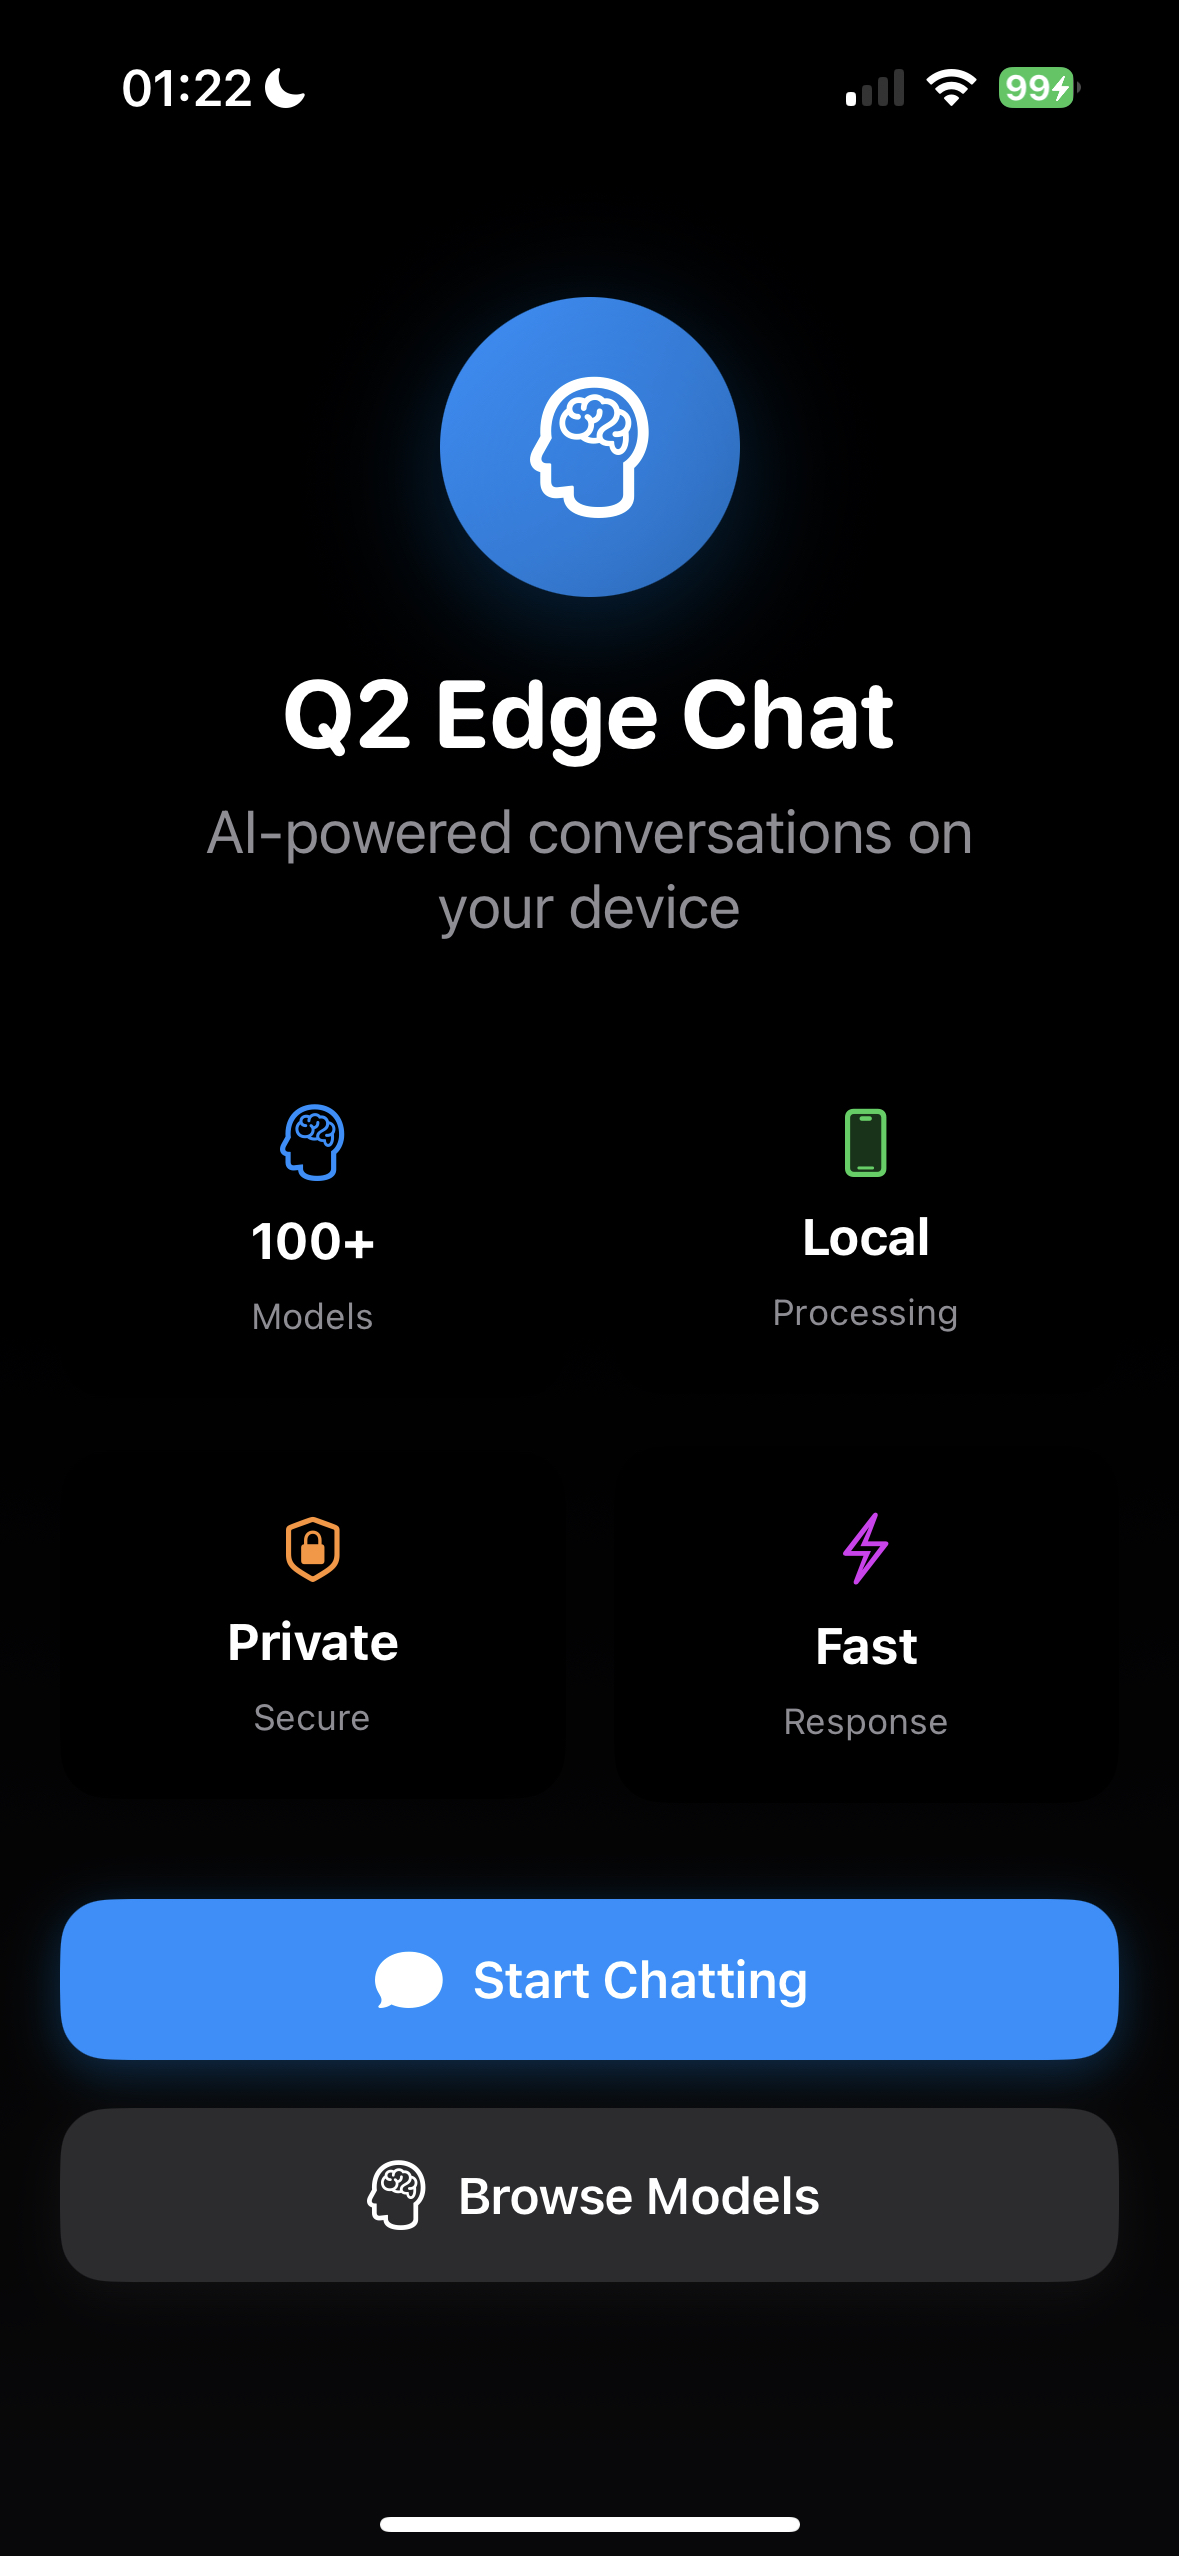 01:22
99
Q2 Edge Chat
AI-powered conversations on
your device
100+
Models
Local
Processing
Private
Secure
Fast
Response
Start Chatting
Browse Models